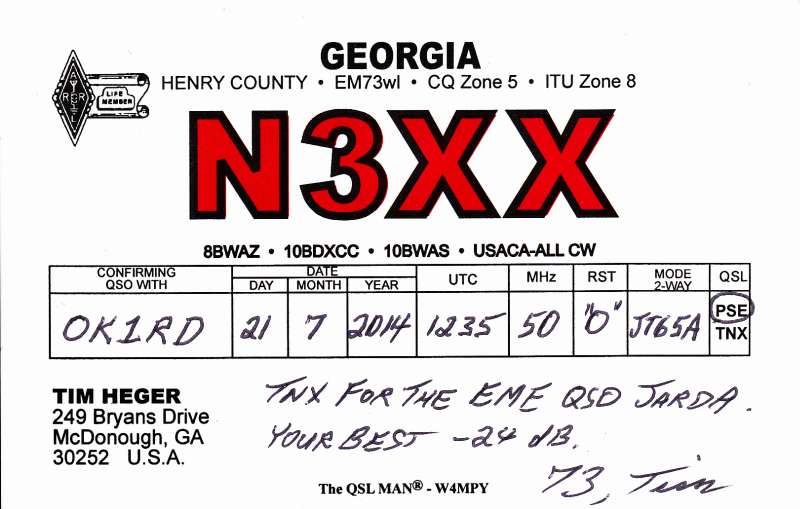 GEORGIA
HENRY COUNTY • EM73wl • CQ Zone 5 • ITU Zone 8
ARRL
LIFE MEMBER
N3XX
8BWAZ • 10BDXCC • 10BWAS • USACA-ALL CW
CONFIRMING QSO WITH DATE DAY MONTH YEAR UTC MHz RST MODE 2-WAY QSL
OK1RD 21 7 2014 1235 50 "O" JT65A PSE
TNX
TIM HEGER
249 Bryans Drive
McDonough, GA
30252 U.S.A.
TNX FOR THE EME QSO JARDA.
YOUR BEST -24 dB.
73, Tim
The QSL MAN® - W4MPY